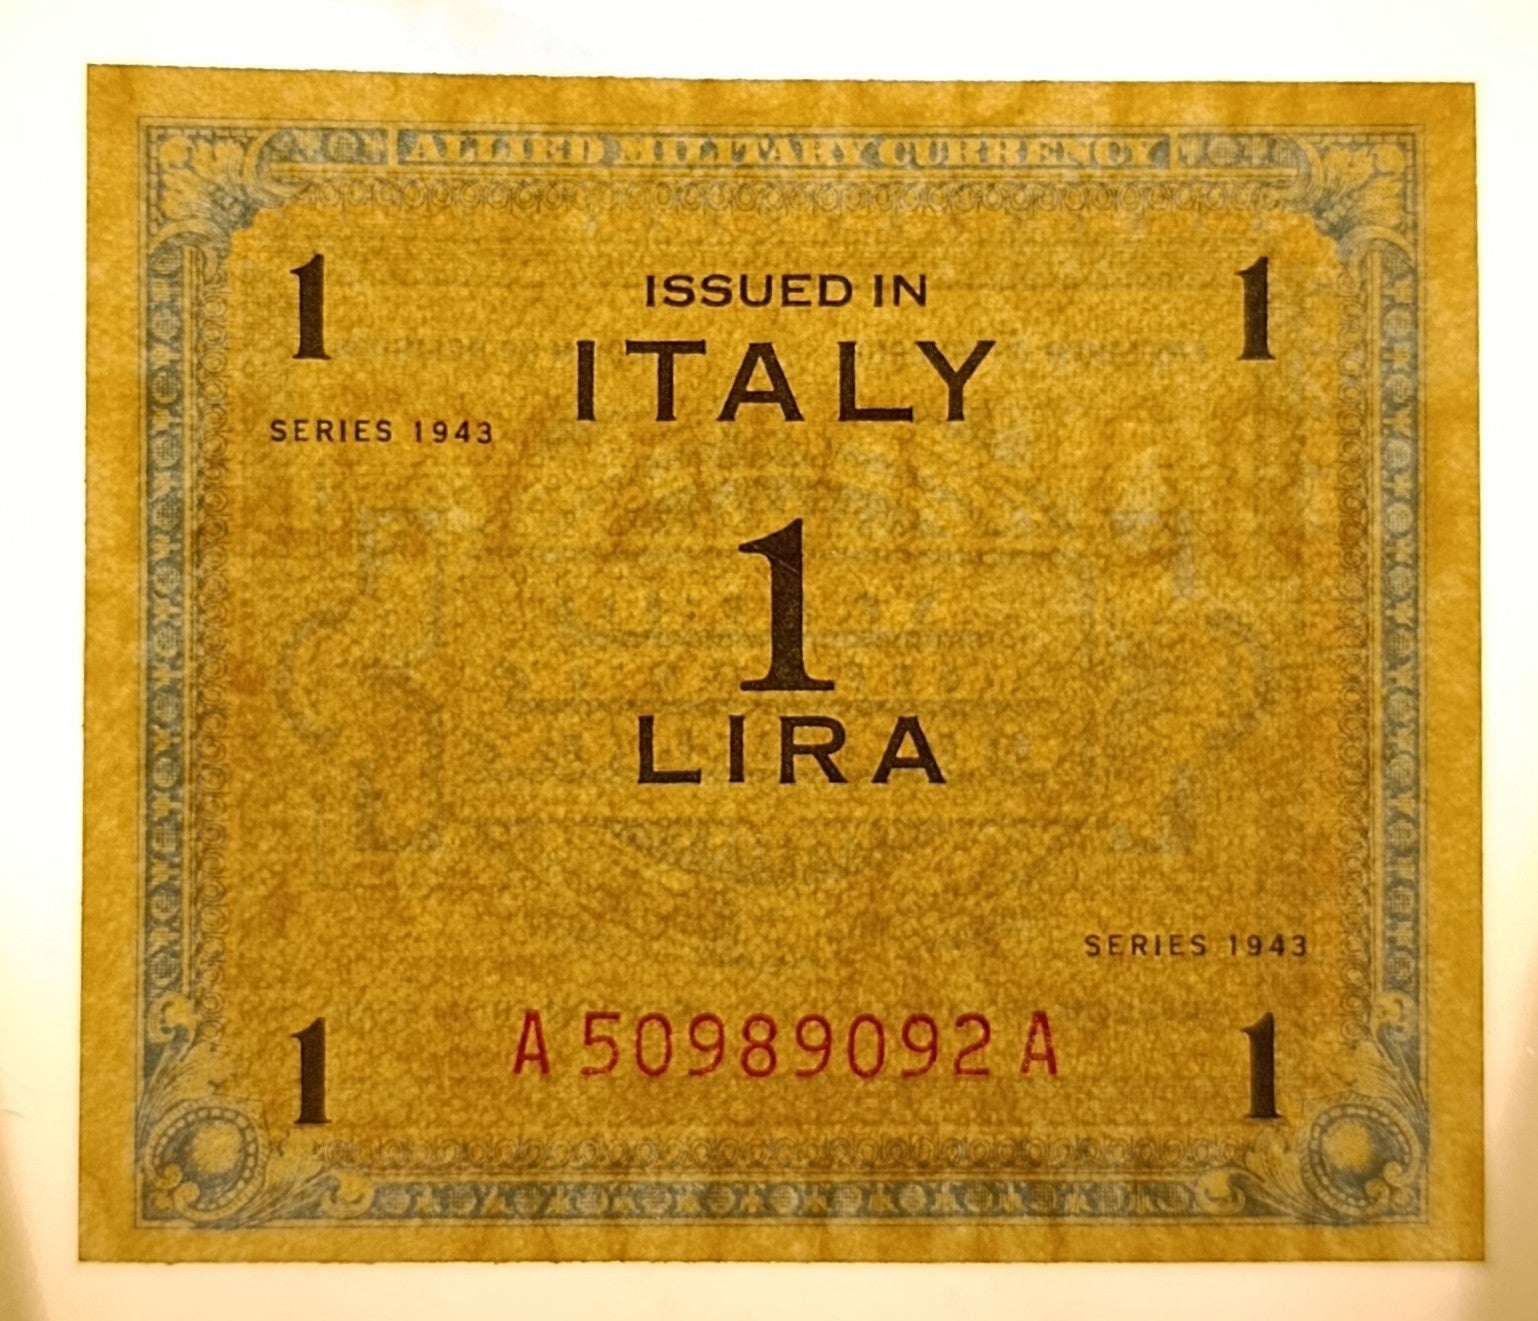 ALLIED MILITARY CURRENCY
1 1
ISSUED IN
ITALY
SERIES 1943
1
LIRA
SERIES 1943
A 50989092 A
1 1